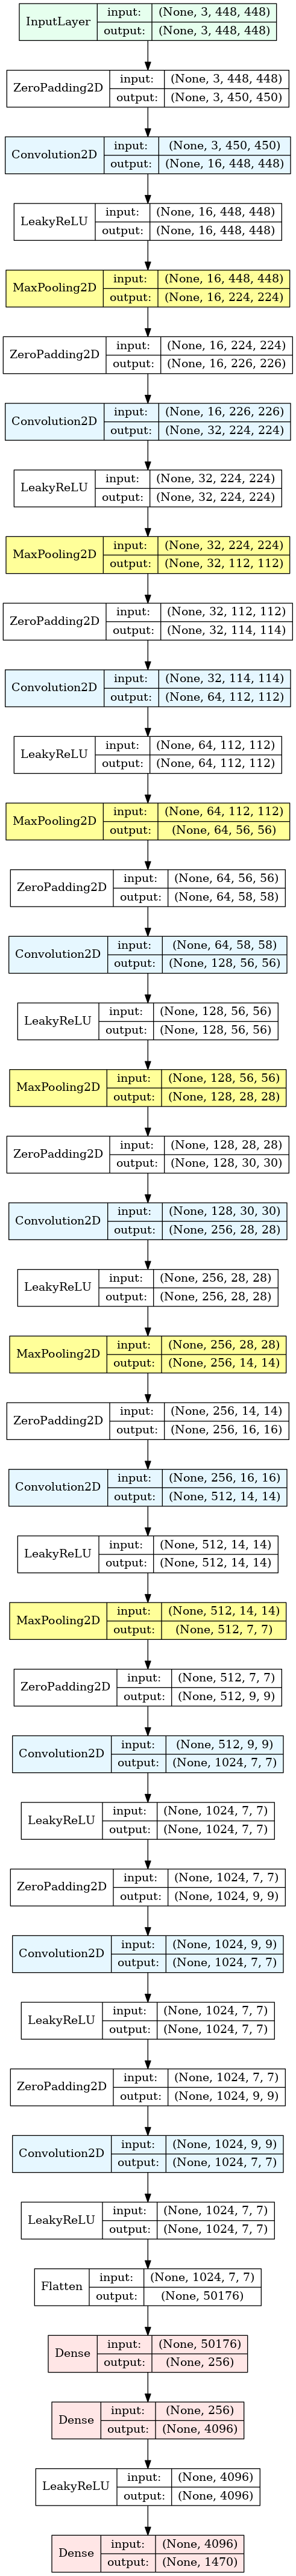 InputLayer
input: (None, 3, 448, 448)
output: (None, 3, 448, 448)
ZeroPadding2D
input: (None, 3, 448, 448)
output: (None, 3, 450, 450)
Convolution2D
input: (None, 3, 450, 450)
output: (None, 16, 448, 448)
LeakyReLU
input: (None, 16, 448, 448)
output: (None, 16, 448, 448)
MaxPooling2D
input: (None, 16, 448, 448)
output: (None, 16, 224, 224)
ZeroPadding2D
input: (None, 16, 224, 224)
output: (None, 16, 226, 226)
Convolution2D
input: (None, 16, 226, 226)
output: (None, 32, 224, 224)
LeakyReLU
input: (None, 32, 224, 224)
output: (None, 32, 224, 224)
MaxPooling2D
input: (None, 32, 224, 224)
output: (None, 32, 112, 112)
ZeroPadding2D
input: (None, 32, 112, 112)
output: (None, 32, 114, 114)
Convolution2D
input: (None, 32, 114, 114)
output: (None, 64, 112, 112)
LeakyReLU
input: (None, 64, 112, 112)
output: (None, 64, 112, 112)
MaxPooling2D
input: (None, 64, 112, 112)
output: (None, 64, 56, 56)
ZeroPadding2D
input: (None, 64, 56, 56)
output: (None, 64, 58, 58)
Convolution2D
input: (None, 64, 58, 58)
output: (None, 128, 56, 56)
LeakyReLU
input: (None, 128, 56, 56)
output: (None, 128, 56, 56)
MaxPooling2D
input: (None, 128, 56, 56)
output: (None, 128, 28, 28)
ZeroPadding2D
input: (None, 128, 28, 28)
output: (None, 128, 30, 30)
Convolution2D
input: (None, 128, 30, 30)
output: (None, 256, 28, 28)
LeakyReLU
input: (None, 256, 28, 28)
output: (None, 256, 28, 28)
MaxPooling2D
input: (None, 256, 28, 28)
output: (None, 256, 14, 14)
ZeroPadding2D
input: (None, 256, 14, 14)
output: (None, 256, 16, 16)
Convolution2D
input: (None, 256, 16, 16)
output: (None, 512, 14, 14)
LeakyReLU
input: (None, 512, 14, 14)
output: (None, 512, 14, 14)
MaxPooling2D
input: (None, 512, 14, 14)
output: (None, 512, 7, 7)
ZeroPadding2D
input: (None, 512, 7, 7)
output: (None, 512, 9, 9)
Convolution2D
input: (None, 512, 9, 9)
output: (None, 1024, 7, 7)
LeakyReLU
input: (None, 1024, 7, 7)
output: (None, 1024, 7, 7)
ZeroPadding2D
input: (None, 1024, 7, 7)
output: (None, 1024, 9, 9)
Convolution2D
input: (None, 1024, 9, 9)
output: (None, 1024, 7, 7)
LeakyReLU
input: (None, 1024, 7, 7)
output: (None, 1024, 7, 7)
ZeroPadding2D
input: (None, 1024, 7, 7)
output: (None, 1024, 9, 9)
Convolution2D
input: (None, 1024, 9, 9)
output: (None, 1024, 7, 7)
LeakyReLU
input: (None, 1024, 7, 7)
output: (None, 1024, 7, 7)
Flatten
input: (None, 1024, 7, 7)
output: (None, 50176)
Dense
input: (None, 50176)
output: (None, 256)
Dense
input: (None, 256)
output: (None, 4096)
LeakyReLU
input: (None, 4096)
output: (None, 4096)
Dense
input: (None, 4096)
output: (None, 1470)